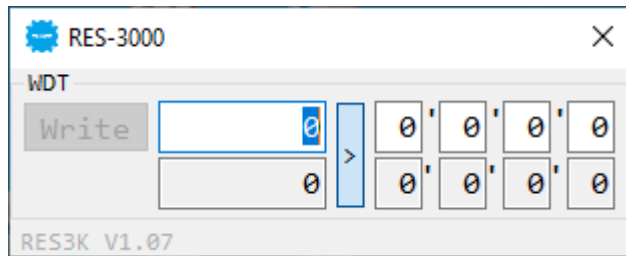 RES-3000
WDT
Write 0 > 0 ' 0 ' 0 ' 0
0 0 ' 0 ' 0 ' 0
RES3K V1.07